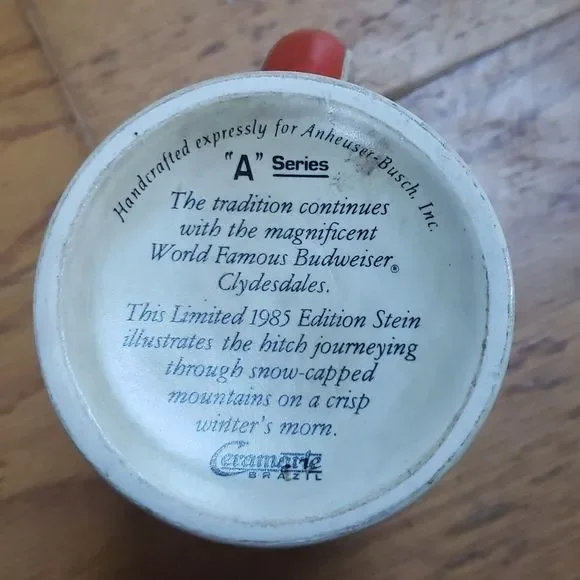 Handcrafted expressly for Anheuser-Busch, Inc.
"A" Series
The tradition continues
with the magnificent
World Famous Budweiser®
Clydesdales.
This Limited 1985 Edition Stein
illustrates the hitch journeying
through snow-capped
mountains on a crisp
winter's morn.
Ceramarte
BRAZIL